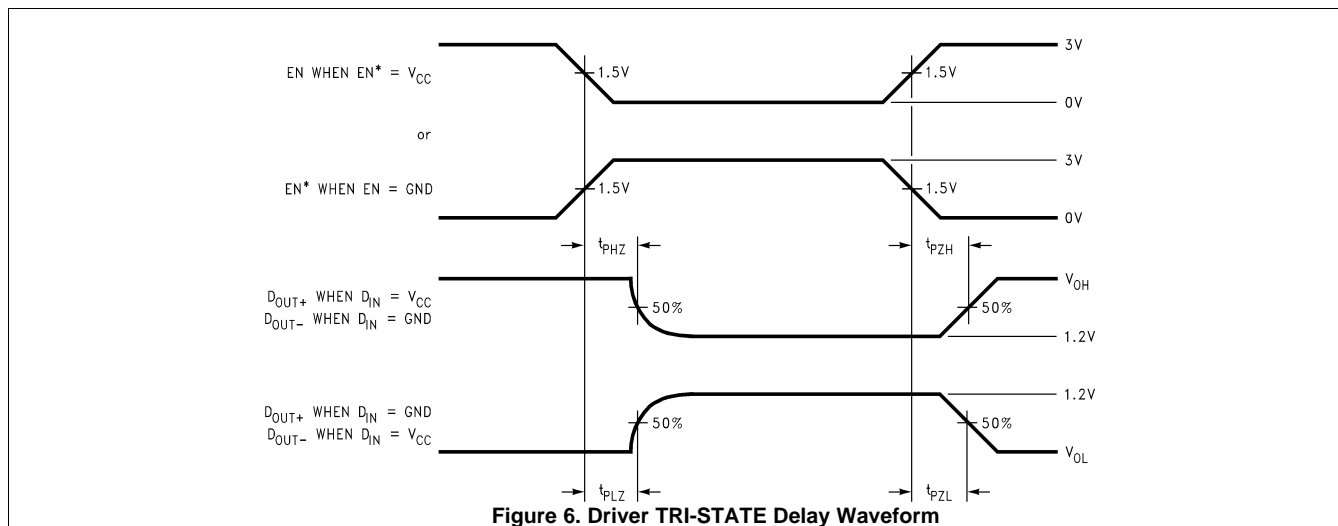 3V
EN WHEN EN* = VCC
1.5V
1.5V
0V
or
3V
EN* WHEN EN = GND
1.5V
1.5V
0V
tPHZ
tPZH
VOH
DOUT+ WHEN DIN = VCC
DOUT− WHEN DIN = GND
50%
50%
1.2V
1.2V
DOUT+ WHEN DIN = GND
DOUT− WHEN DIN = VCC
50%
50%
VOL
tPLZ
tPZL
Figure 6. Driver TRI-STATE Delay Waveform